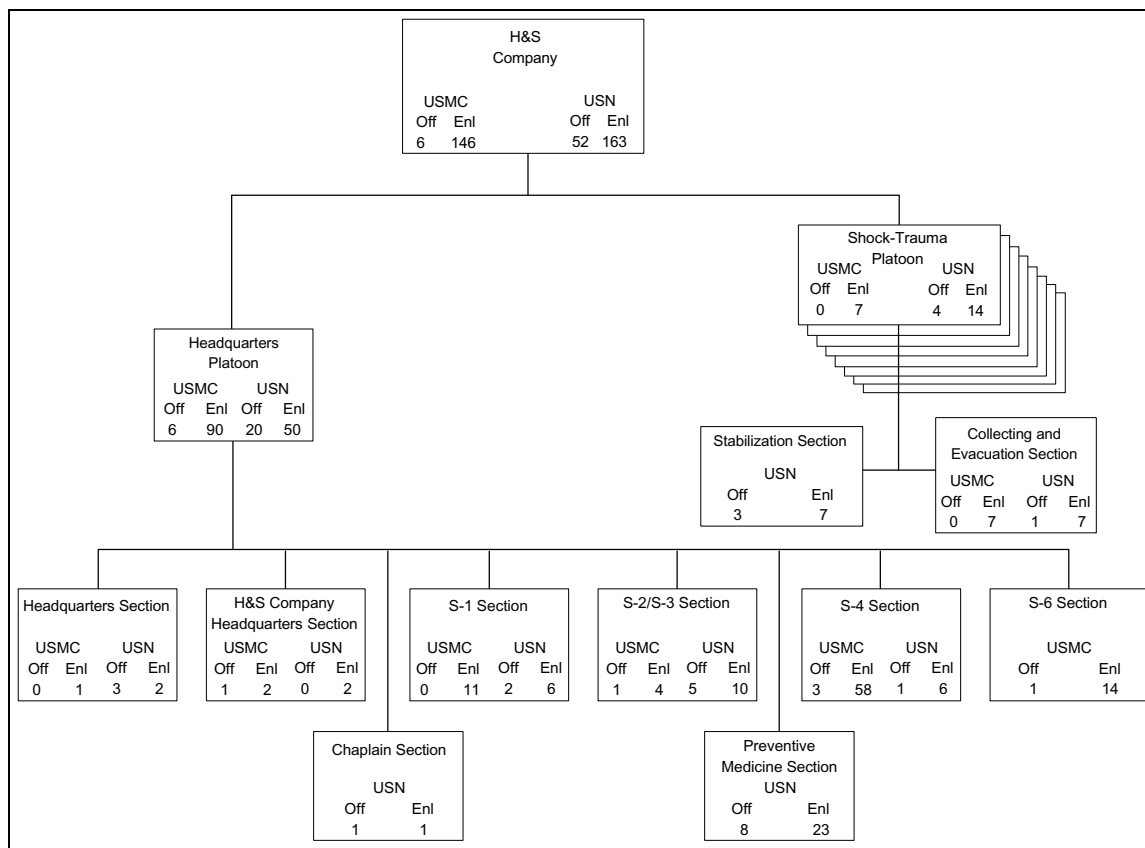 H&S
Company
USMC USN
Off Enl Off Enl
6 146 52 163
Shock-Trauma
Platoon
USMC USN
Off Enl Off Enl
0 7 4 14
Headquarters
Platoon
USMC USN
Off Enl Off Enl
6 90 20 50
Stabilization Section
USN
Off Enl
3 7
Collecting and
Evacuation Section
USMC USN
Off Enl Off Enl
0 7 1 7
Headquarters Section
USMC USN
Off Enl Off Enl
0 1 3 2
H&S Company
Headquarters Section
USMC USN
Off Enl Off Enl
1 2 0 2
S-1 Section
USMC USN
Off Enl Off Enl
0 11 2 6
S-2/S-3 Section
USMC USN
Off Enl Off Enl
1 4 5 10
S-4 Section
USMC USN
Off Enl Off Enl
3 58 1 6
S-6 Section
USMC
Off Enl
1 14
Chaplain Section
USN
Off Enl
1 1
Preventive
Medicine Section
USN
Off Enl
8 23